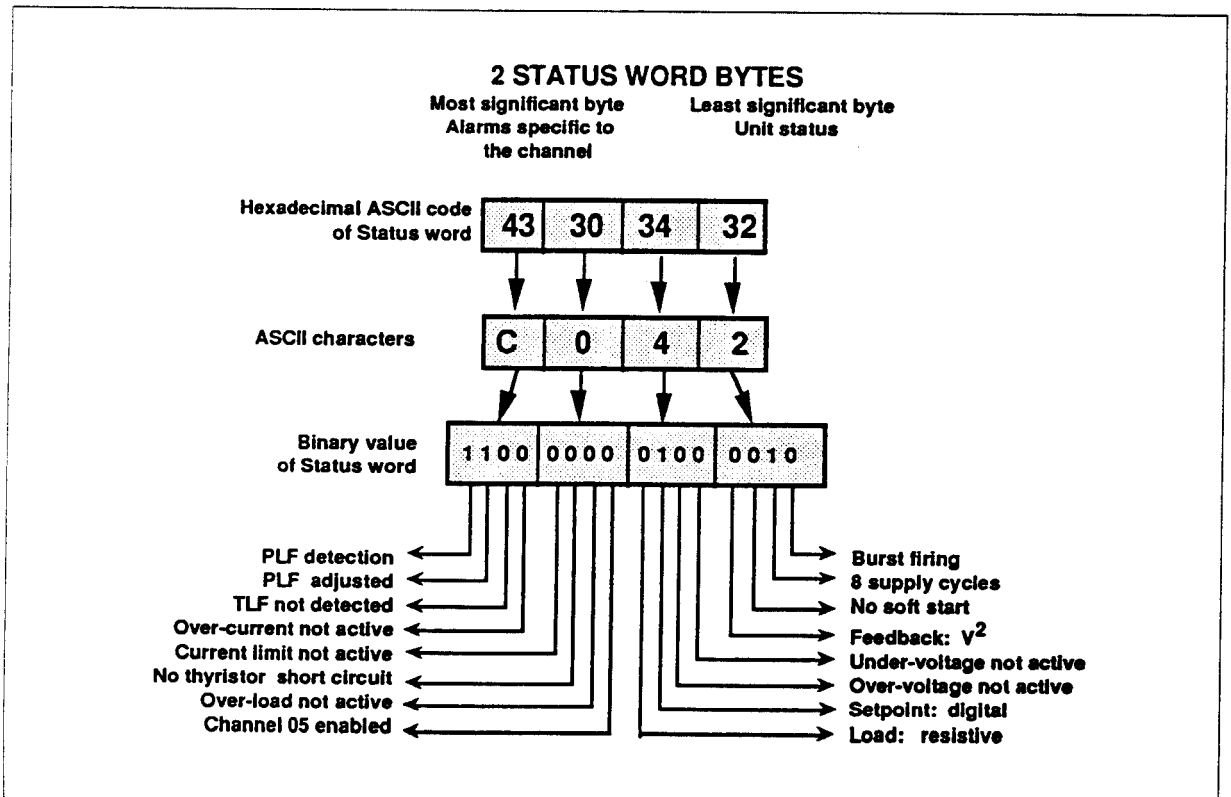 2 STATUS WORD BYTES
Most significant byte
Alarms specific to
the channel
Least significant byte
Unit status
Hexadecimal ASCII code
of Status word
43 30 34 32
ASCII characters
C 0 4 2
Binary value
of Status word
1100 0000 0100 0010
PLF detection
PLF adjusted
TLF not detected
Over-current not active
Current limit not active
No thyristor short circuit
Over-load not active
Channel 05 enabled
Burst firing
8 supply cycles
No soft start
Feedback: V²
Under-voltage not active
Over-voltage not active
Setpoint: digital
Load: resistive